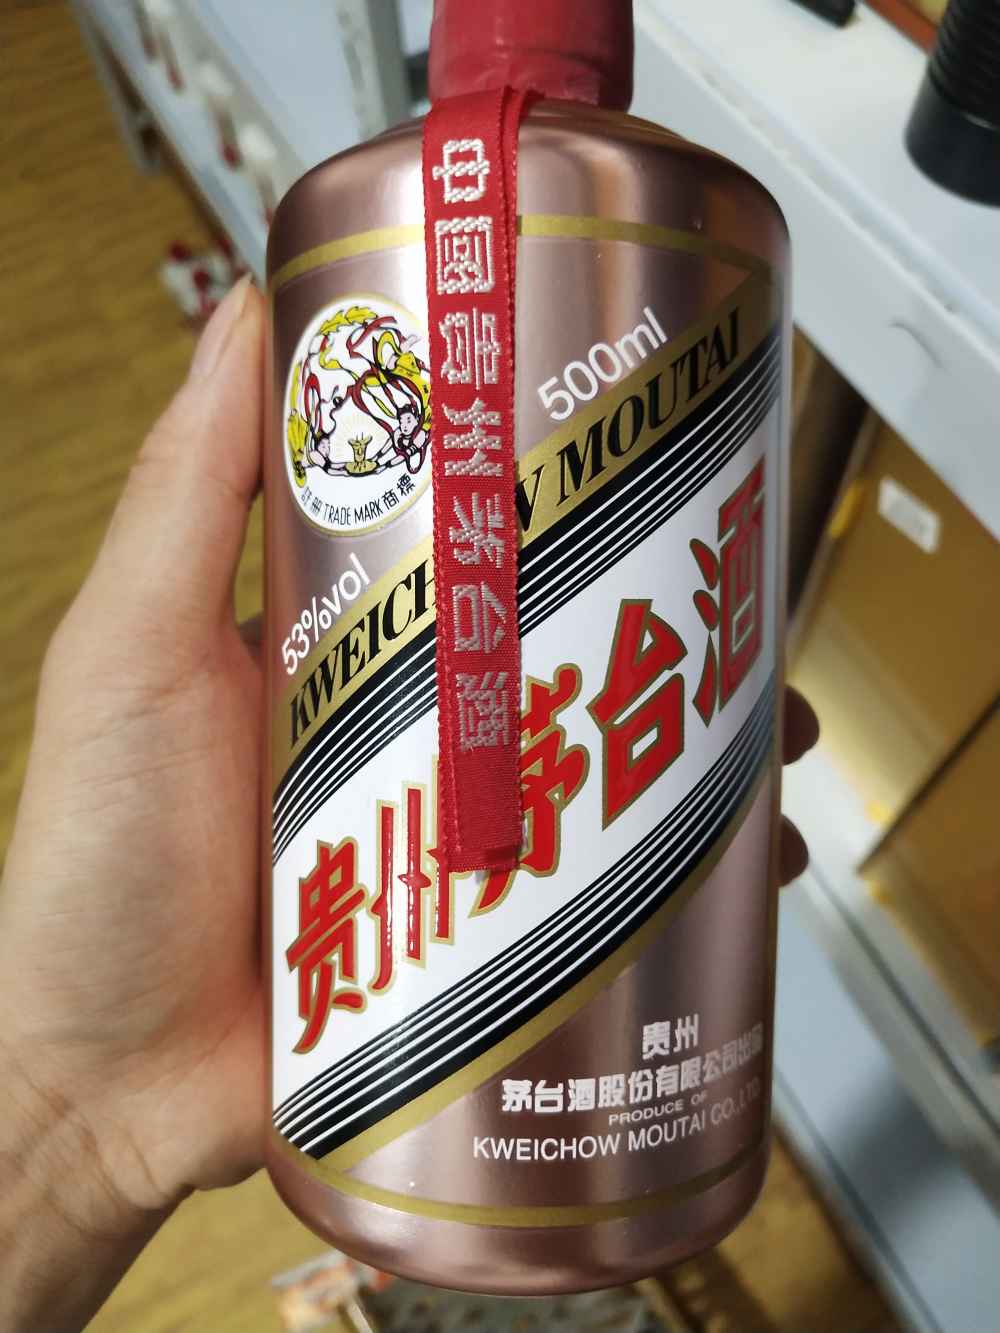 中國貴州茅台酒
註冊 TRADE MARK 商標
500ml
53%vol
KWEICH W MOUTAI
贵州茅台酒
贵州
茅台酒股份有限公司出品
PRODUCE OF
KWEICHOW MOUTAI CO.,LTD.